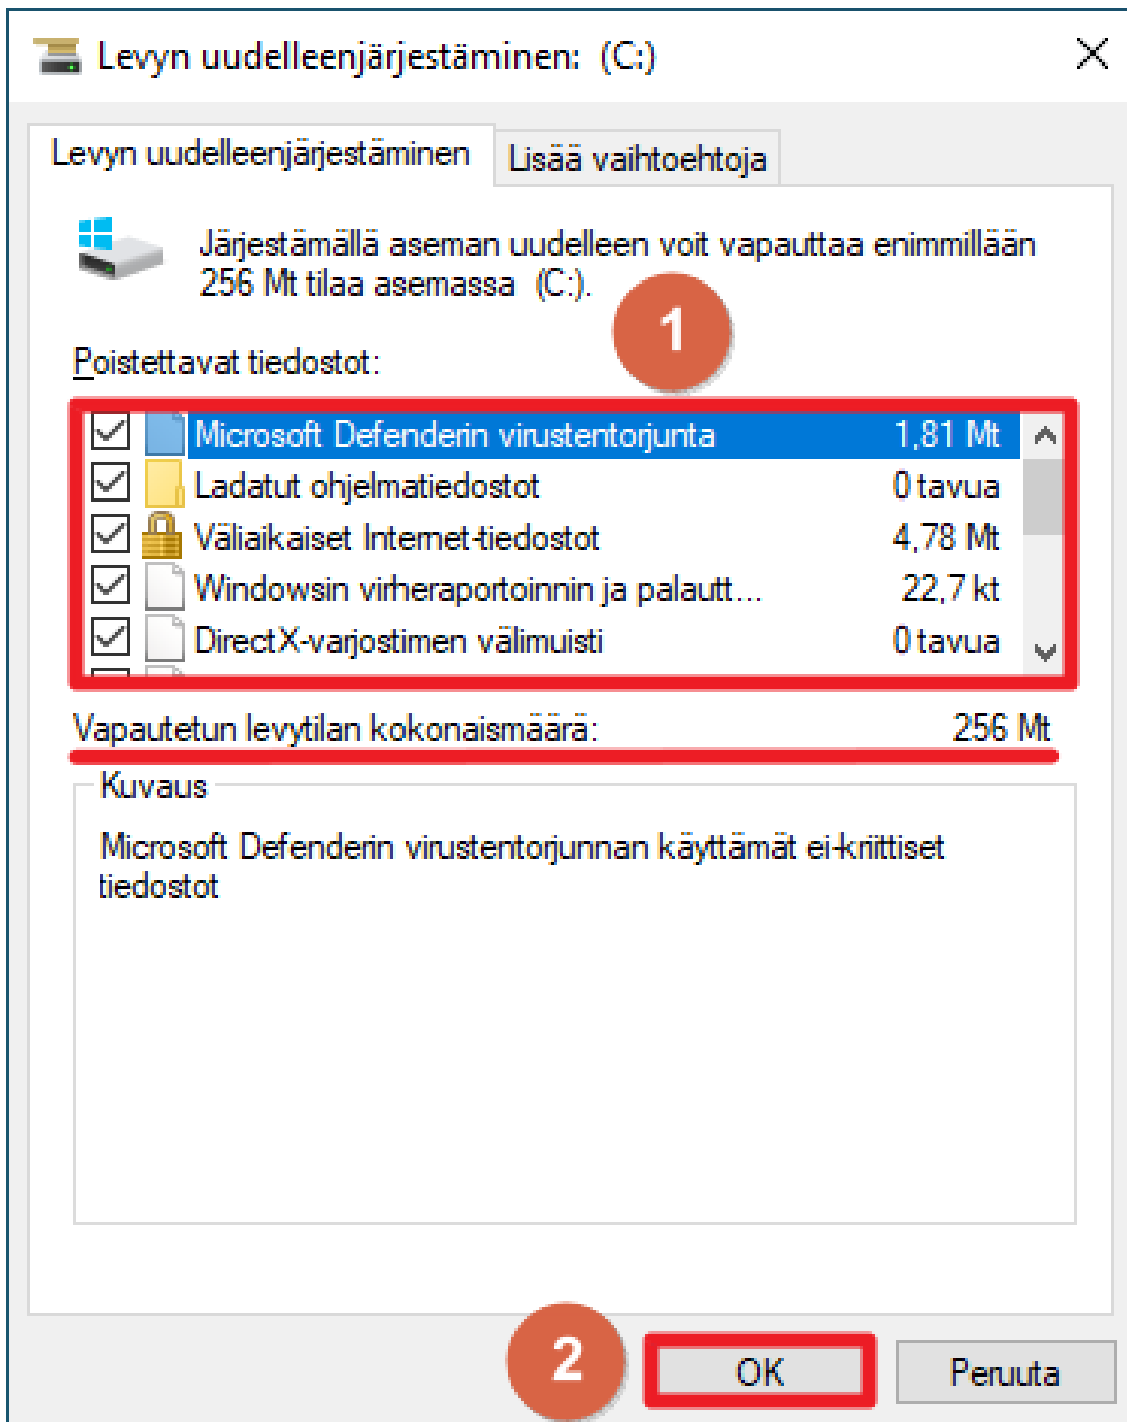 Levyn uudelleenjärjestäminen: (C:)
Levyn uudelleenjärjestäminen
Lisää vaihtoehtoja
Järjestämällä aseman uudelleen voit vapauttaa enimmillään
256 Mt tilaa asemassa (C:).
1
Poistettavat tiedostot:
Microsoft Defenderin virustentorjunta 1,81 Mt
Ladatut ohjelmatiedostot 0 tavua
Väliaikaiset Internet-tiedostot 4,78 Mt
Windowsin virheraportoinnin ja palautt... 22,7 kt
DirectX-varjostimen välimuisti 0 tavua
Vapautetun levytilan kokonaismäärä: 256 Mt
Kuvaus
Microsoft Defenderin virustentorjunnan käyttämät ei-kriittiset
tiedostot
2
OK
Peruuta